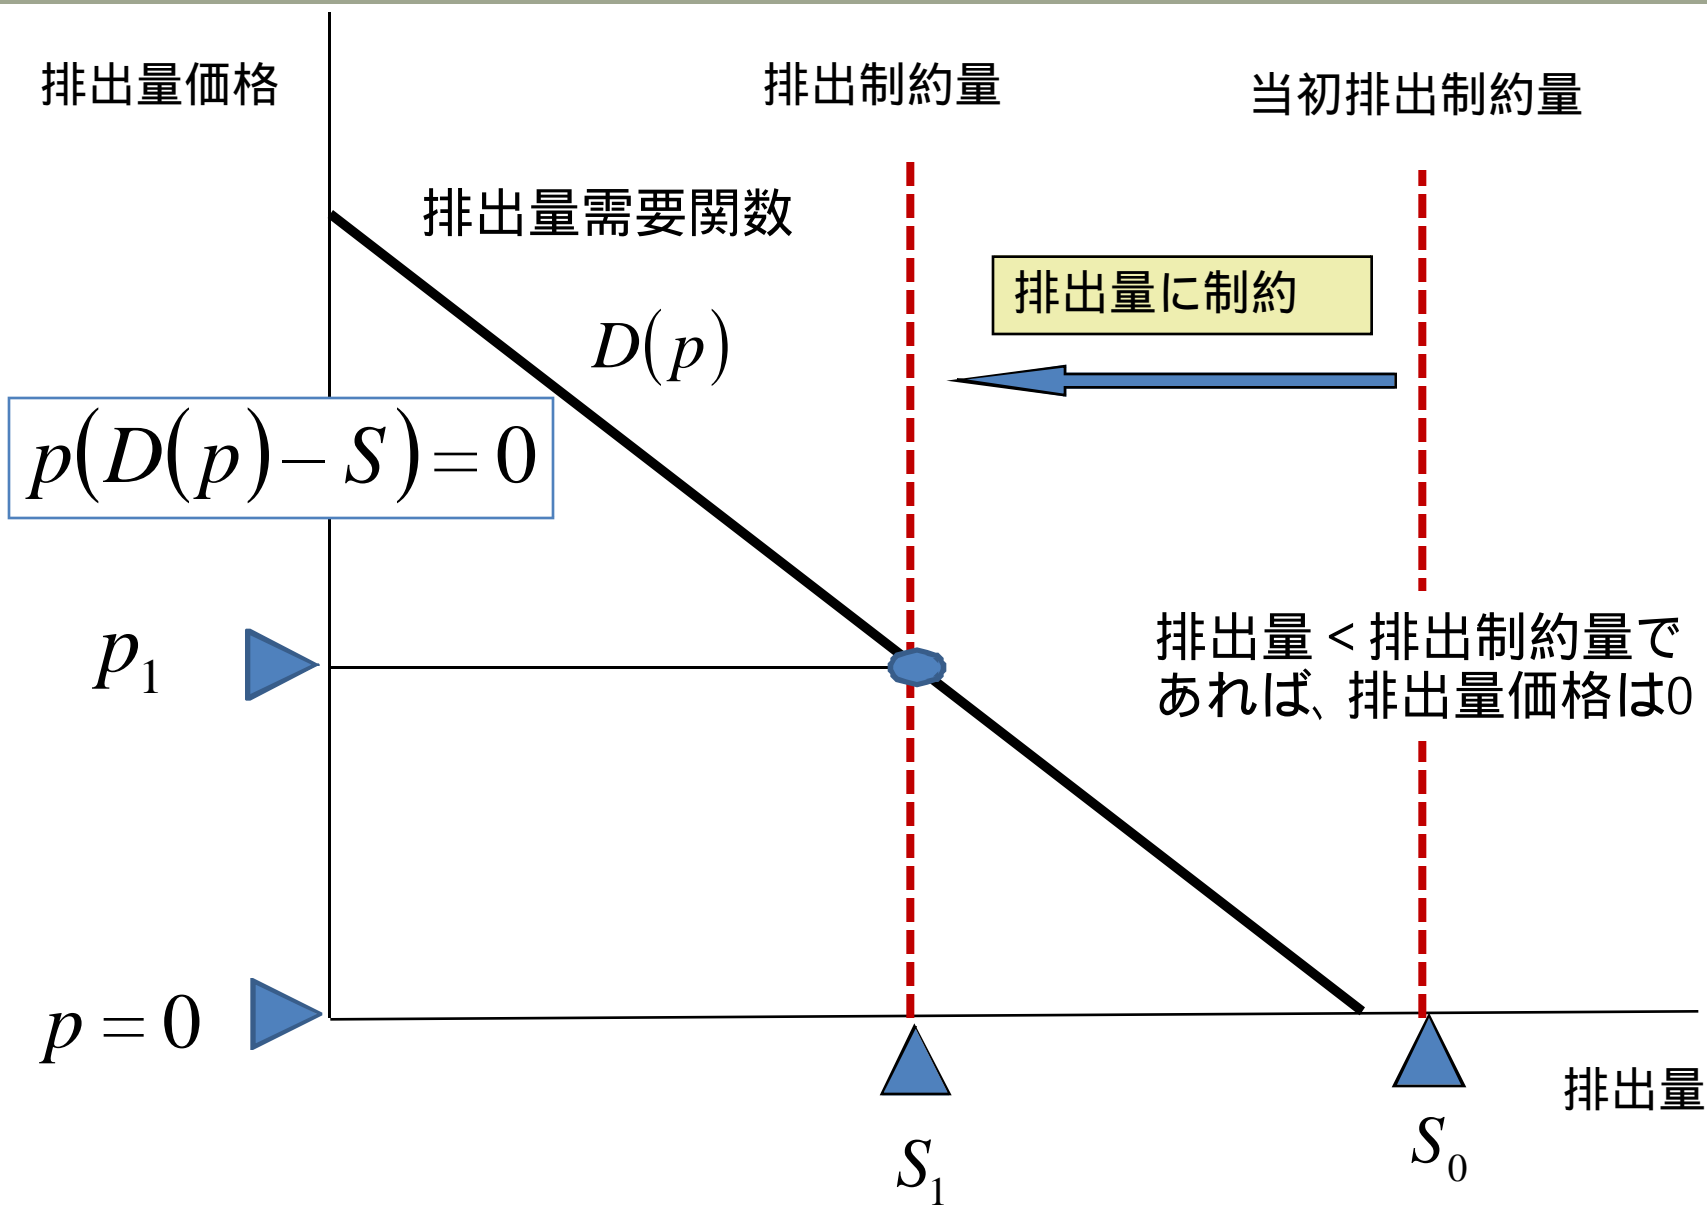 排出量価格
排出制約量
当初排出制約量
排出量需要関数
排出量に制約
D(p)
p(D(p)－S)＝0
排出量＜排出制約量で
あれば、排出量価格は0
p₁
p＝0
排出量
S₁
S₀